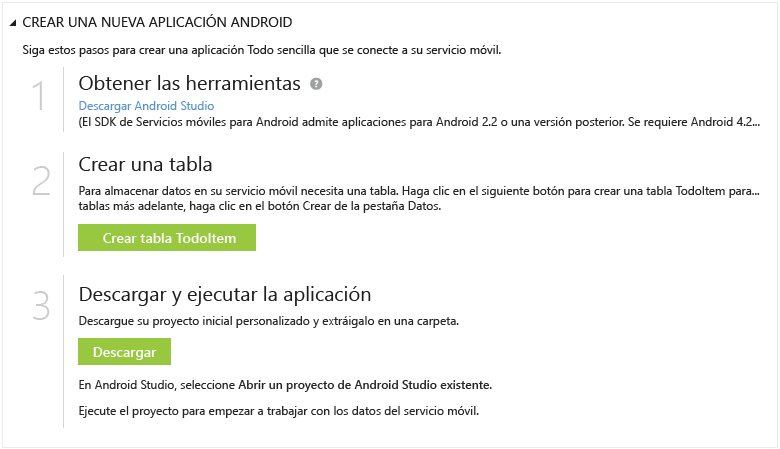 CREAR UNA NUEVA APLICACIÓN ANDROID
Siga estos pasos para crear una aplicación Todo sencilla que se conecte a su servicio móvil.
1
Obtener las herramientas ?
Descargar Android Studio
(El SDK de Servicios móviles para Android admite aplicaciones para Android 2.2 o una versión posterior. Se requiere Android 4.2...
2
Crear una tabla
Para almacenar datos en su servicio móvil necesita una tabla. Haga clic en el siguiente botón para crear una tabla TodoItem para...
tablas más adelante, haga clic en el botón Crear de la pestaña Datos.
Crear tabla TodoItem
3
Descargar y ejecutar la aplicación
Descargue su proyecto inicial personalizado y extráigalo en una carpeta.
Descargar
En Android Studio, seleccione Abrir un proyecto de Android Studio existente.
Ejecute el proyecto para empezar a trabajar con los datos del servicio móvil.